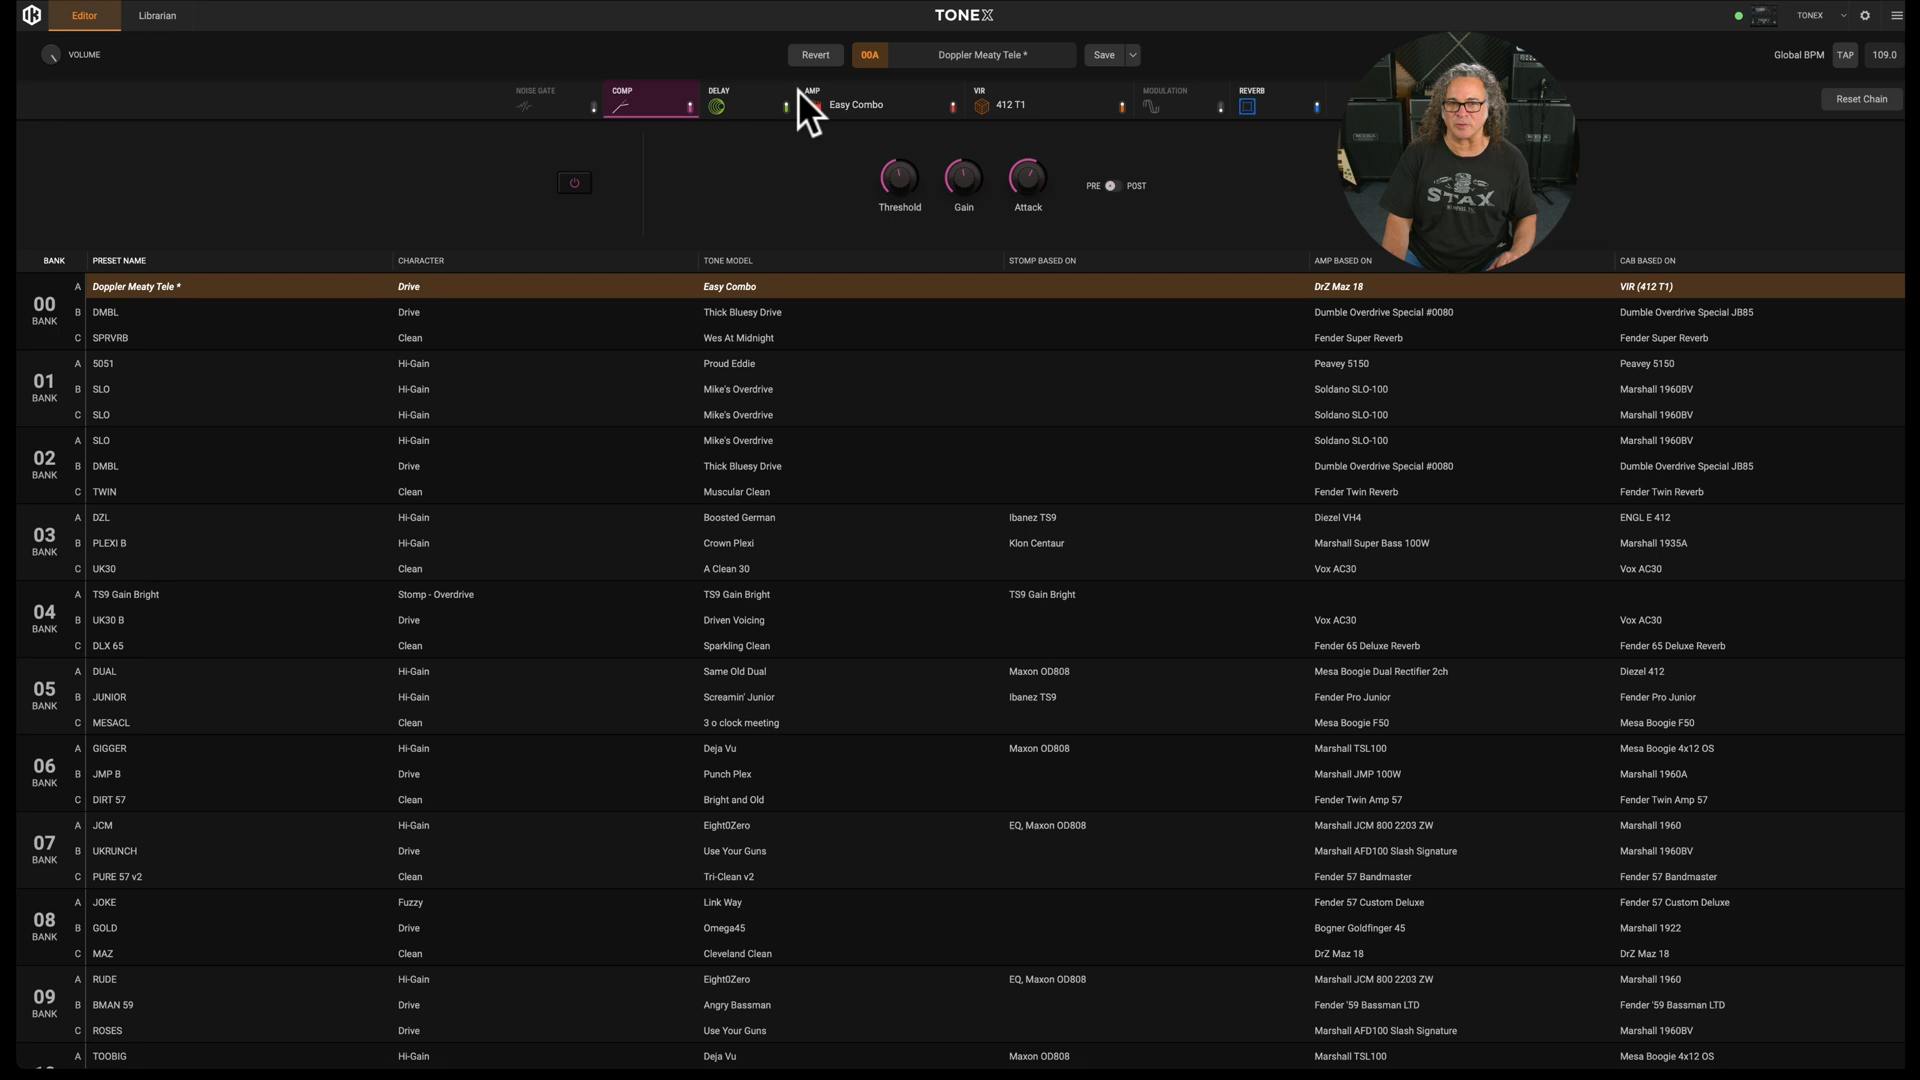 Editor Librarian TONEX TONEX
VOLUME Revert 00A Doppler Meaty Tele * Save Global BPM TAP 109.0
NOISE GATE COMP DELAY AMP Easy Combo VIR 412 T1 MODULATION REVERB Reset Chain
Threshold Gain Attack PRE POST
STAX
MEMPHIS, TN.
BANK PRESET NAME CHARACTER TONE MODEL STOMP BASED ON AMP BASED ON CAB BASED ON
00 BANK
A Doppler Meaty Tele * Drive Easy Combo DrZ Maz 18 VIR (412 T1)
B DMBL Drive Thick Bluesy Drive Dumble Overdrive Special #0080 Dumble Overdrive Special JB85
C SPRVRB Clean Wes At Midnight Fender Super Reverb Fender Super Reverb
01 BANK
A 5051 Hi-Gain Proud Eddie Peavey 5150 Peavey 5150
B SLO Hi-Gain Mike's Overdrive Soldano SLO-100 Marshall 1960BV
C SLO Hi-Gain Mike's Overdrive Soldano SLO-100 Marshall 1960BV
02 BANK
A SLO Hi-Gain Mike's Overdrive Soldano SLO-100 Marshall 1960BV
B DMBL Drive Thick Bluesy Drive Dumble Overdrive Special #0080 Dumble Overdrive Special JB85
C TWIN Clean Muscular Clean Fender Twin Reverb Fender Twin Reverb
03 BANK
A DZL Hi-Gain Boosted German Ibanez TS9 Diezel VH4 ENGL E 412
B PLEXI B Hi-Gain Crown Plexi Klon Centaur Marshall Super Bass 100W Marshall 1935A
C UK30 Clean A Clean 30 Vox AC30 Vox AC30
04 BANK
A TS9 Gain Bright Stomp - Overdrive TS9 Gain Bright TS9 Gain Bright
B UK30 B Drive Driven Voicing Vox AC30 Vox AC30
C DLX 65 Clean Sparkling Clean Fender 65 Deluxe Reverb Fender 65 Deluxe Reverb
05 BANK
A DUAL Hi-Gain Same Old Dual Maxon OD808 Mesa Boogie Dual Rectifier 2ch Diezel 412
B JUNIOR Hi-Gain Screamin' Junior Ibanez TS9 Fender Pro Junior Fender Pro Junior
C MESACL Clean 3 o clock meeting Mesa Boogie F50 Mesa Boogie F50
06 BANK
A GIGGER Hi-Gain Deja Vu Maxon OD808 Marshall TSL100 Mesa Boogie 4x12 OS
B JMP B Drive Punch Plex Marshall JMP 100W Marshall 1960A
C DIRT 57 Clean Bright and Old Fender Twin Amp 57 Fender Twin Amp 57
07 BANK
A JCM Hi-Gain Eight0Zero EQ, Maxon OD808 Marshall JCM 800 2203 ZW Marshall 1960
B UKRUNCH Drive Use Your Guns Marshall AFD100 Slash Signature Marshall 1960BV
C PURE 57 v2 Clean Tri-Clean v2 Fender 57 Bandmaster Fender 57 Bandmaster
08 BANK
A JOKE Fuzzy Link Way Fender 57 Custom Deluxe Fender 57 Custom Deluxe
B GOLD Drive Omega45 Bogner Goldfinger 45 Marshall 1922
C MAZ Clean Cleveland Clean DrZ Maz 18 DrZ Maz 18
09 BANK
A RUDE Hi-Gain Eight0Zero EQ, Maxon OD808 Marshall JCM 800 2203 ZW Marshall 1960
B BMAN 59 Drive Angry Bassman Fender '59 Bassman LTD Fender '59 Bassman LTD
C ROSES Drive Use Your Guns Marshall AFD100 Slash Signature Marshall 1960BV
A TOOBIG Hi-Gain Deja Vu Maxon OD808 Marshall TSL100 Mesa Boogie 4x12 OS